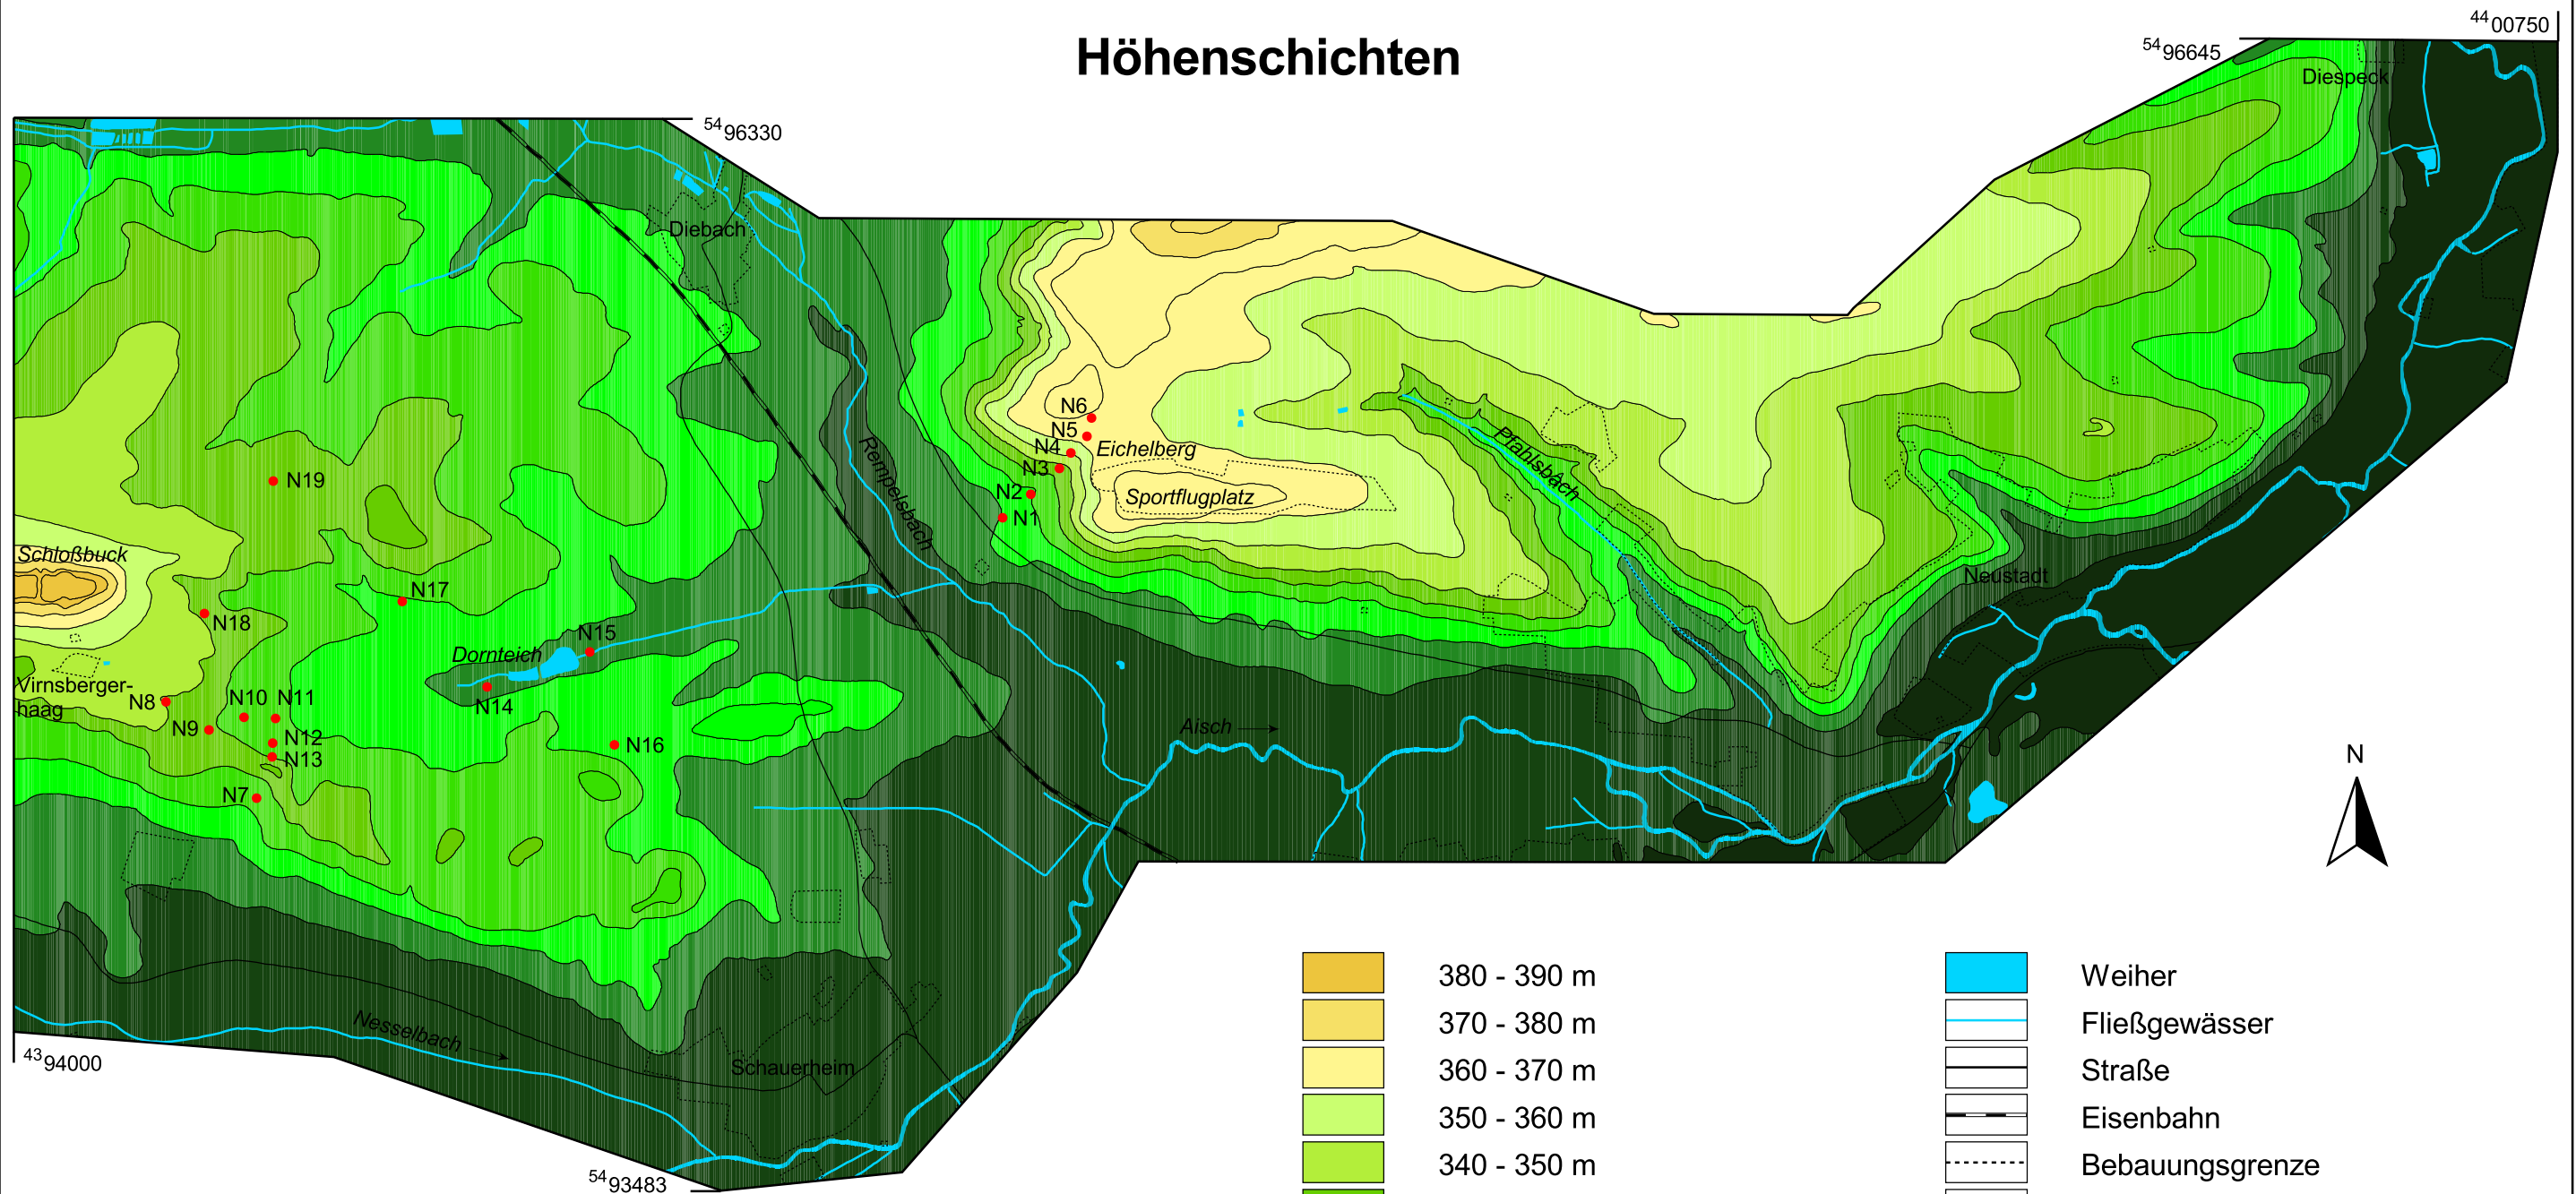 Höhenschichten
44 00750
54 96645
Diespeck
54 96330
Diebach
N6
N5
N4
Eichelberg
N3
Rempelsbach
Pfahlsbach
N19
N2
Sportflugplatz
N1
Schloßbuck
Neustadt
N17
N18
N15
Dornteich
Virnsberger-
haag
N8
N10
N11
N14
N9
N12
N16
Aisch
N13
N
N7
380 - 390 m
Weiher
370 - 380 m
Fließgewässer
Nesselbach
43 94000
Schauerheim
360 - 370 m
Straße
350 - 360 m
Eisenbahn
340 - 350 m
Bebauungsgrenze
54 93483